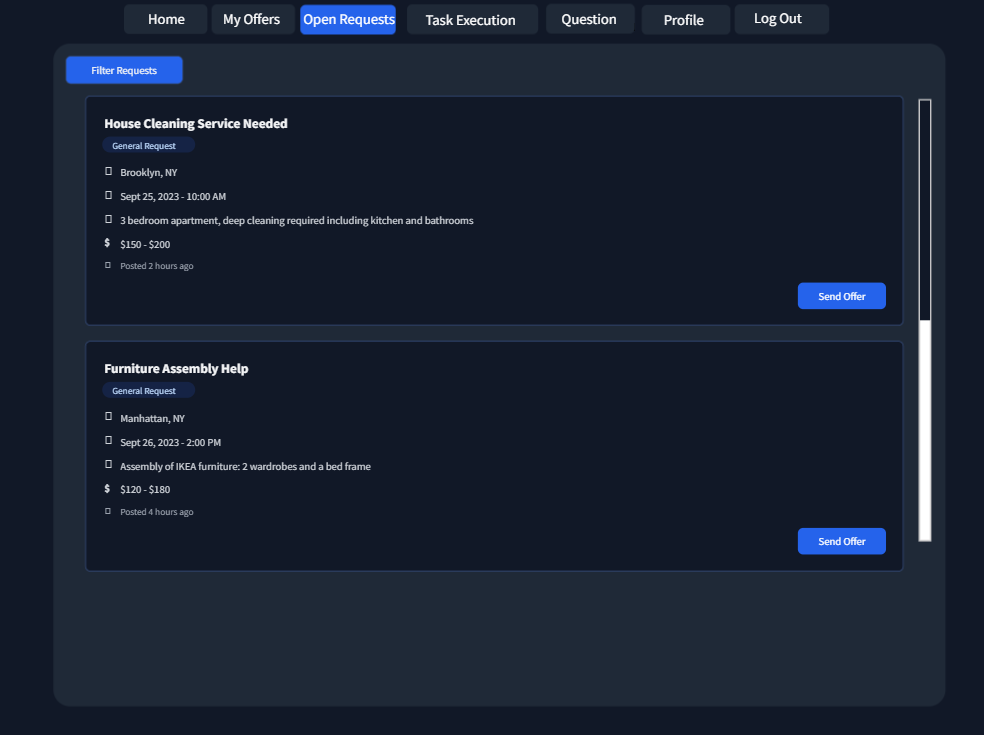 Home My Offers Open Requests Task Execution Question Profile Log Out
Filter Requests
House Cleaning Service Needed
General Request
Brooklyn, NY
Sept 25, 2023 - 10:00 AM
3 bedroom apartment, deep cleaning required including kitchen and bathrooms
$ $150 - $200
Posted 2 hours ago
Send Offer
Furniture Assembly Help
General Request
Manhattan, NY
Sept 26, 2023 - 2:00 PM
Assembly of IKEA furniture: 2 wardrobes and a bed frame
$ $120 - $180
Posted 4 hours ago
Send Offer